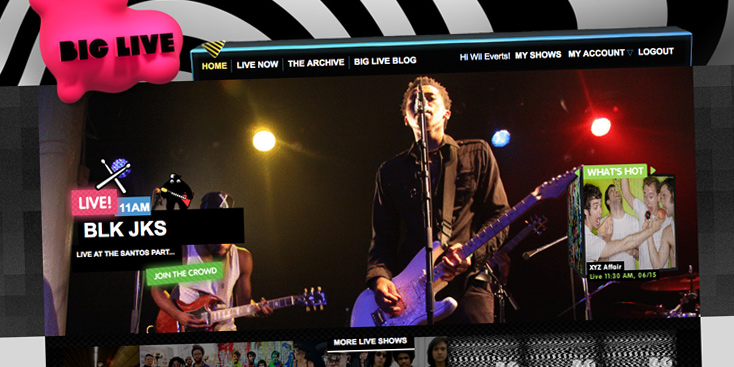 BIG LIVE
HOME LIVE NOW THE ARCHIVE BIG LIVE BLOG
Hi Wil Everts! MY SHOWS MY ACCOUNT LOGOUT
LIVE! 11AM
BLK JKS
LIVE AT THE SANTOS PART...
JOIN THE CROWD
WHAT'S HOT
XYZ Affair
Live 11:30 AM, 06/15
MORE LIVE SHOWS